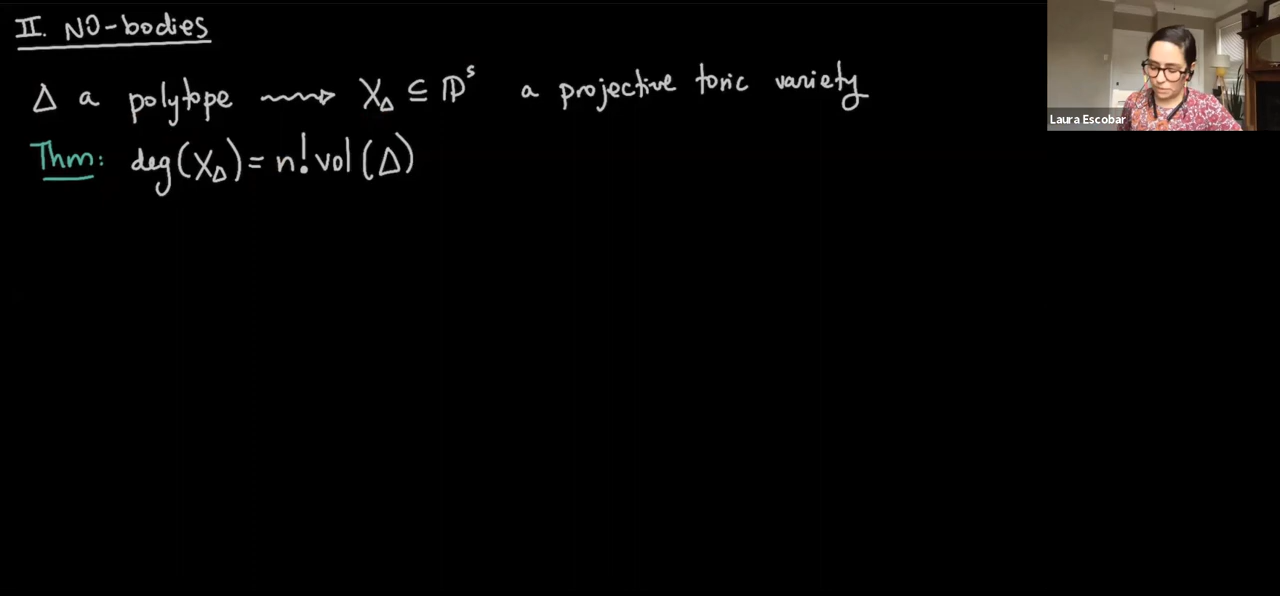 II. NO-bodies
Δ a polytope ⇝ X_Δ ⊆ ℙ^s a projective toric variety
Thm: deg(X_Δ) = n! vol(Δ)
Laura Escobar